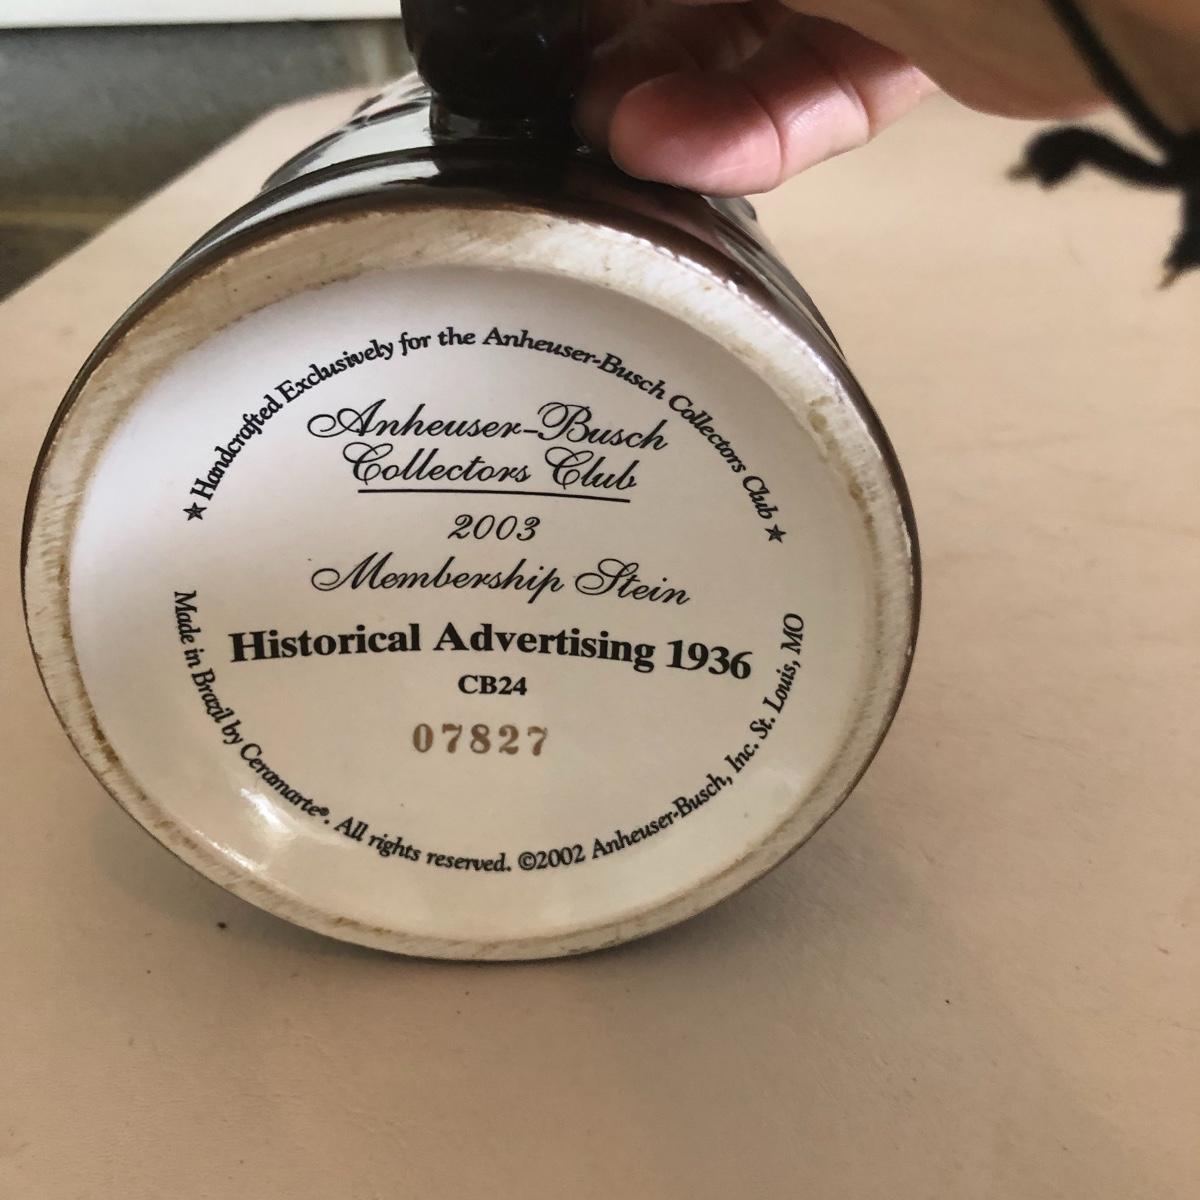 ★ Handcrafted Exclusively for the Anheuser-Busch Collectors Club ★
Anheuser-Busch
Collectors Club
2003
Membership Stein
Historical Advertising 1936
CB24
07827
Made in Brazil by Ceramarte®. All rights reserved. ©2002 Anheuser-Busch, Inc. St. Louis, MO